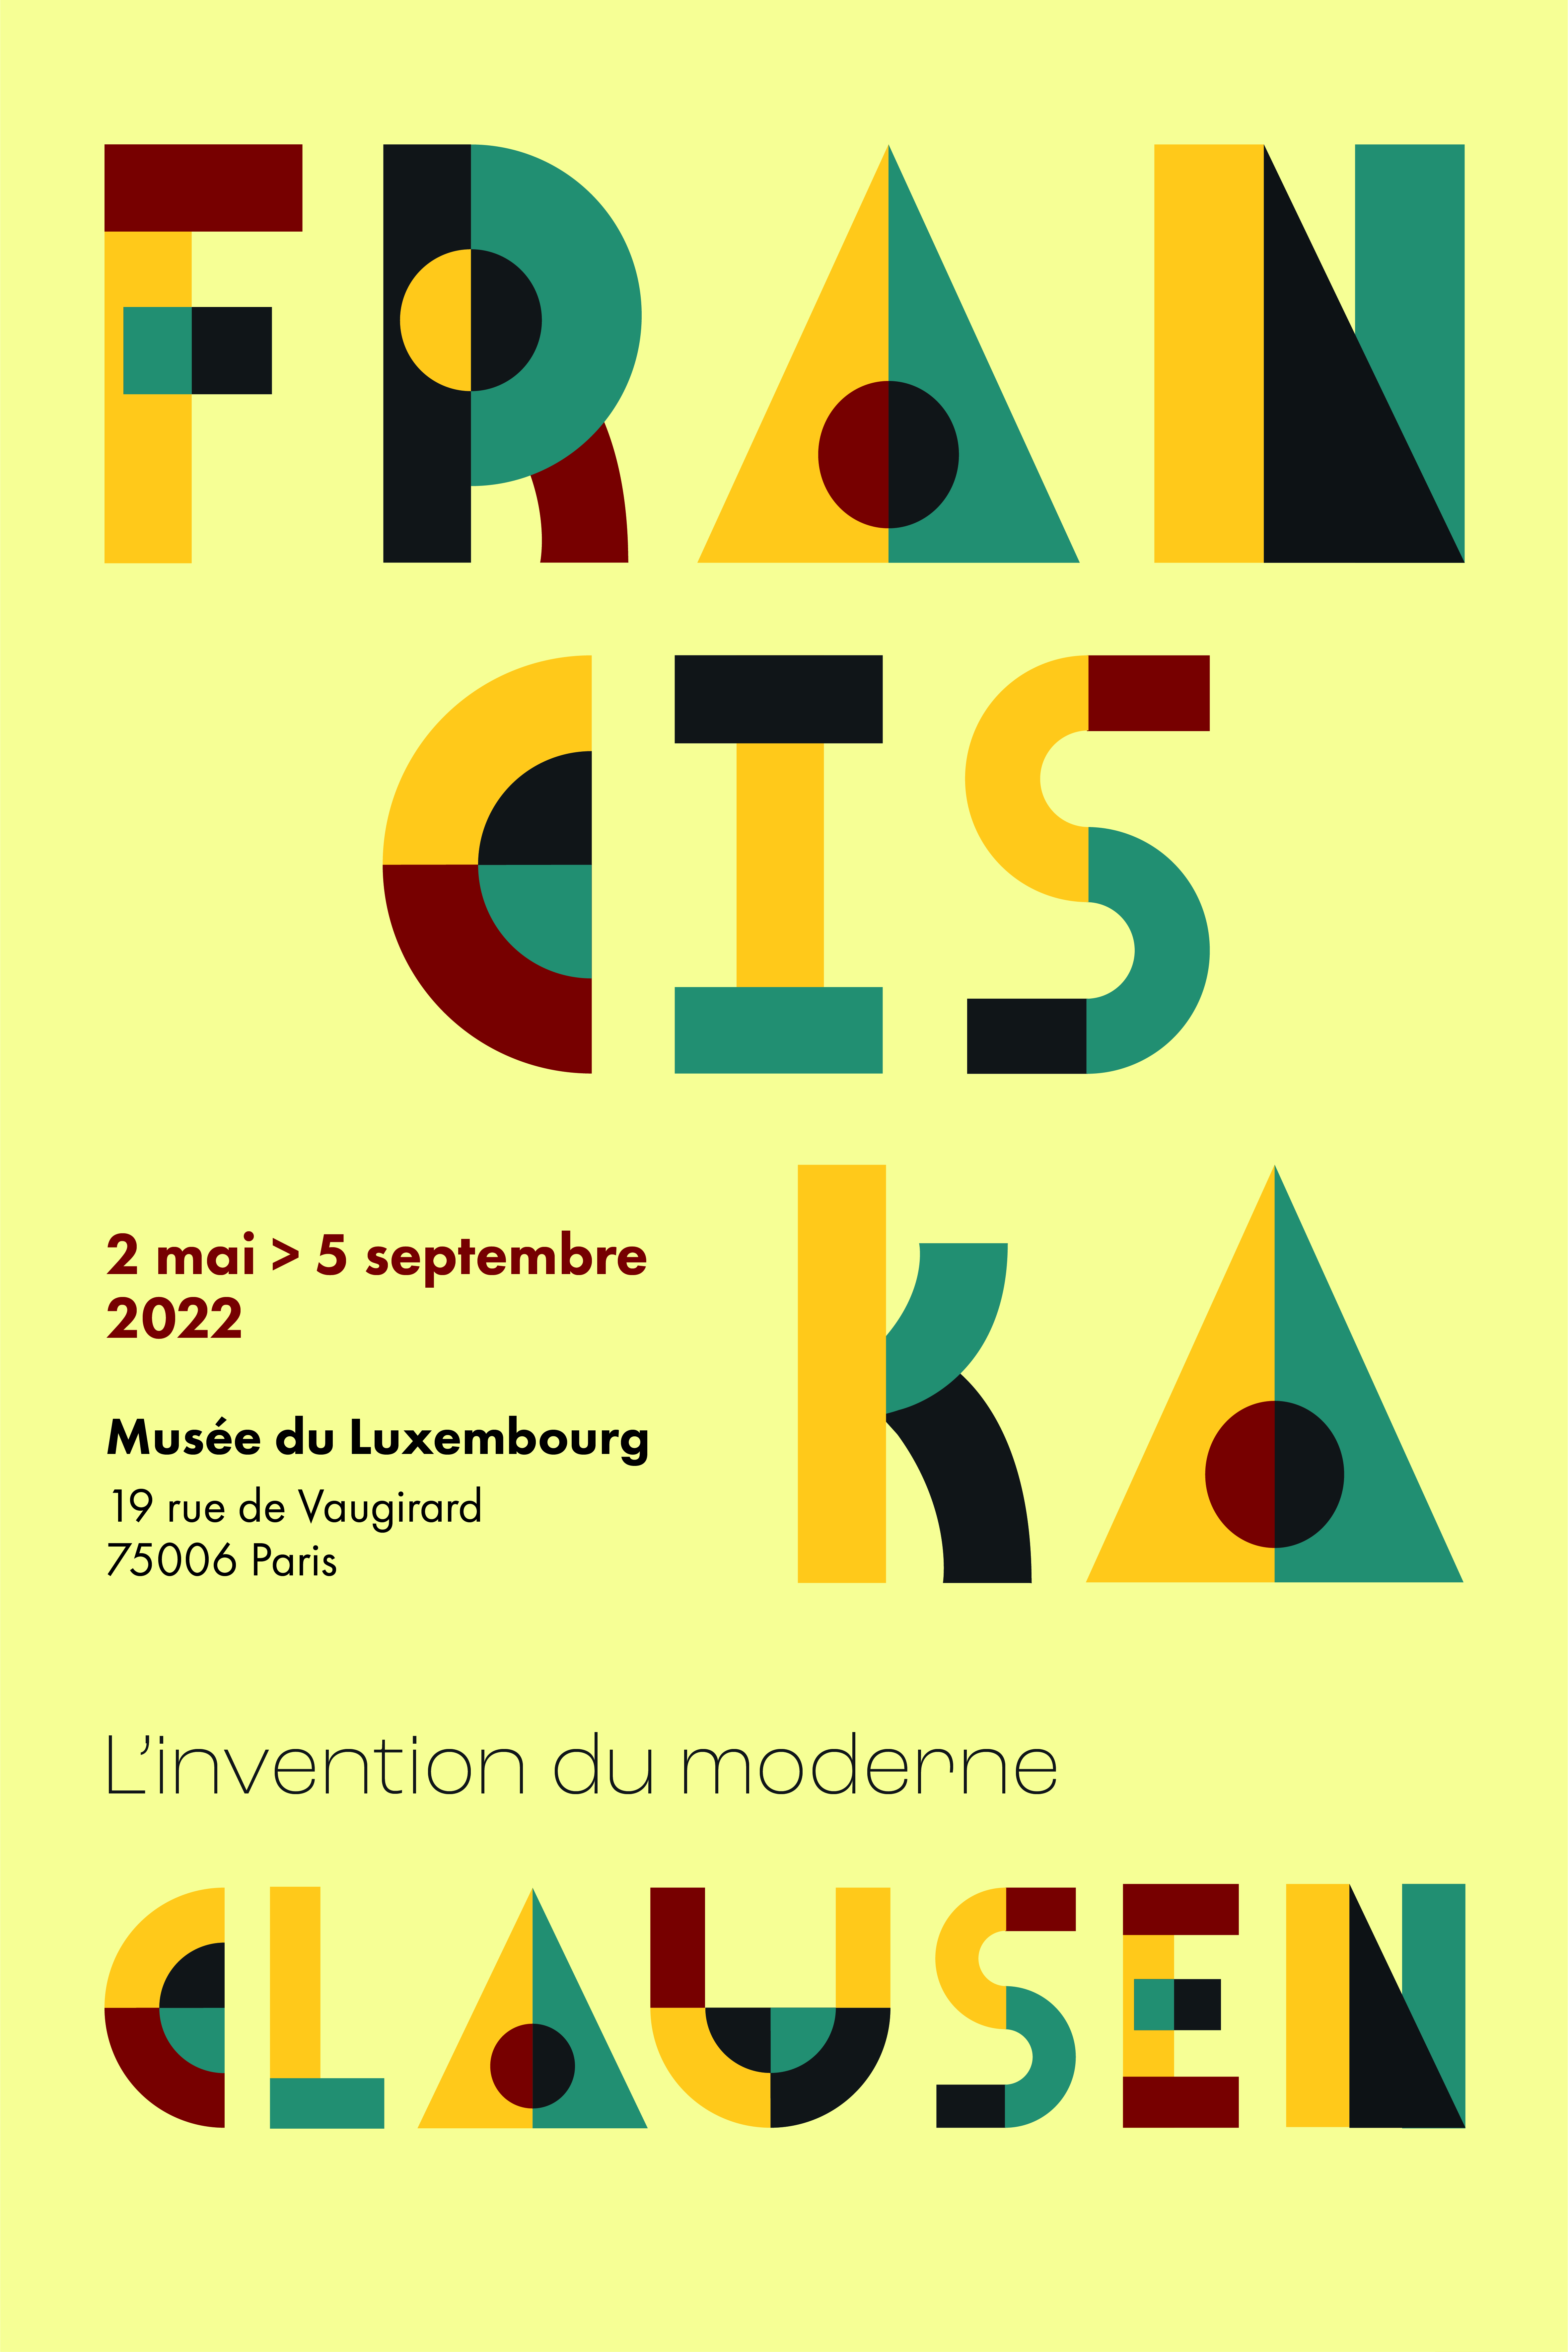 FRAN
CIS
KA
2 mai > 5 septembre
2022
Musée du Luxembourg
19 rue de Vaugirard
75006 Paris
L’invention du moderne
CLAUSEN